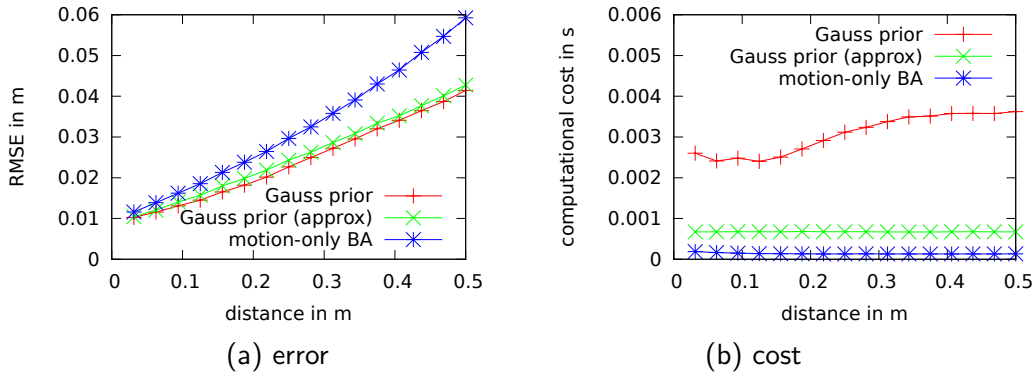 RMSE in m
0.06
0.05
0.04
0.03
0.02
0.01
0
Gauss prior
Gauss prior (approx)
motion-only BA
0 0.1 0.2 0.3 0.4 0.5
distance in m
(a) error
computational cost in s
0.006
0.005
0.004
0.003
0.002
0.001
0
Gauss prior
Gauss prior (approx)
motion-only BA
0 0.1 0.2 0.3 0.4 0.5
distance in m
(b) cost